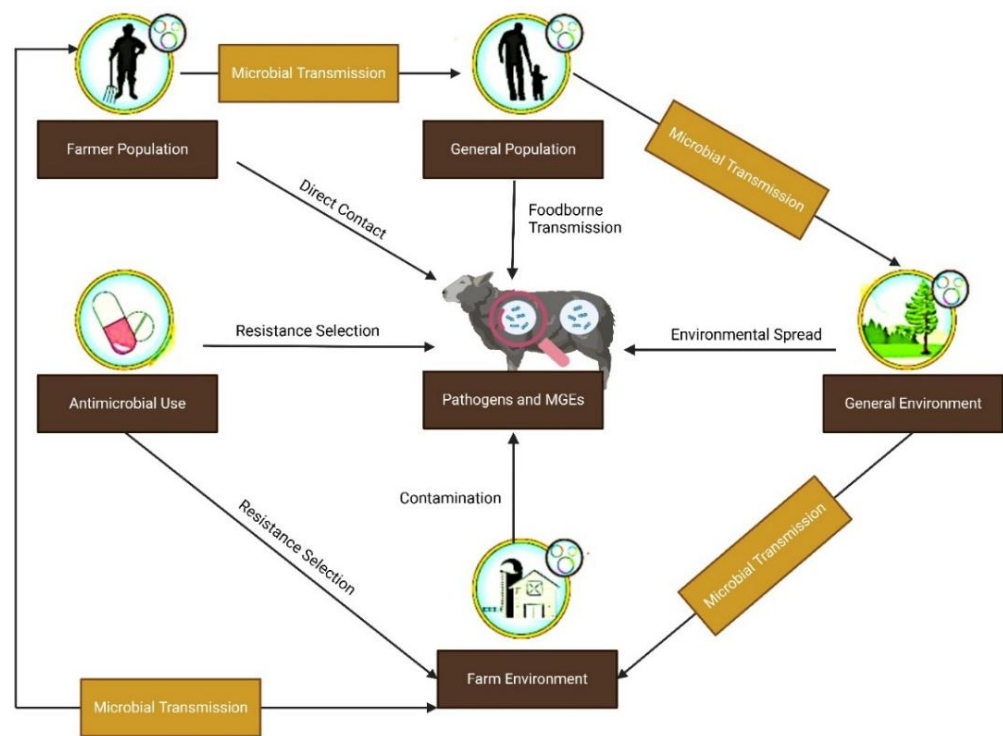 Microbial Transmission
Farmer Population
General Population
Microbial Transmission
Direct Contact
Foodborne
Transmission
Resistance Selection
Environmental Spread
Antimicrobial Use
Pathogens and MGEs
General Environment
Contamination
Resistance Selection
Microbial Transmission
Farm Environment
Microbial Transmission